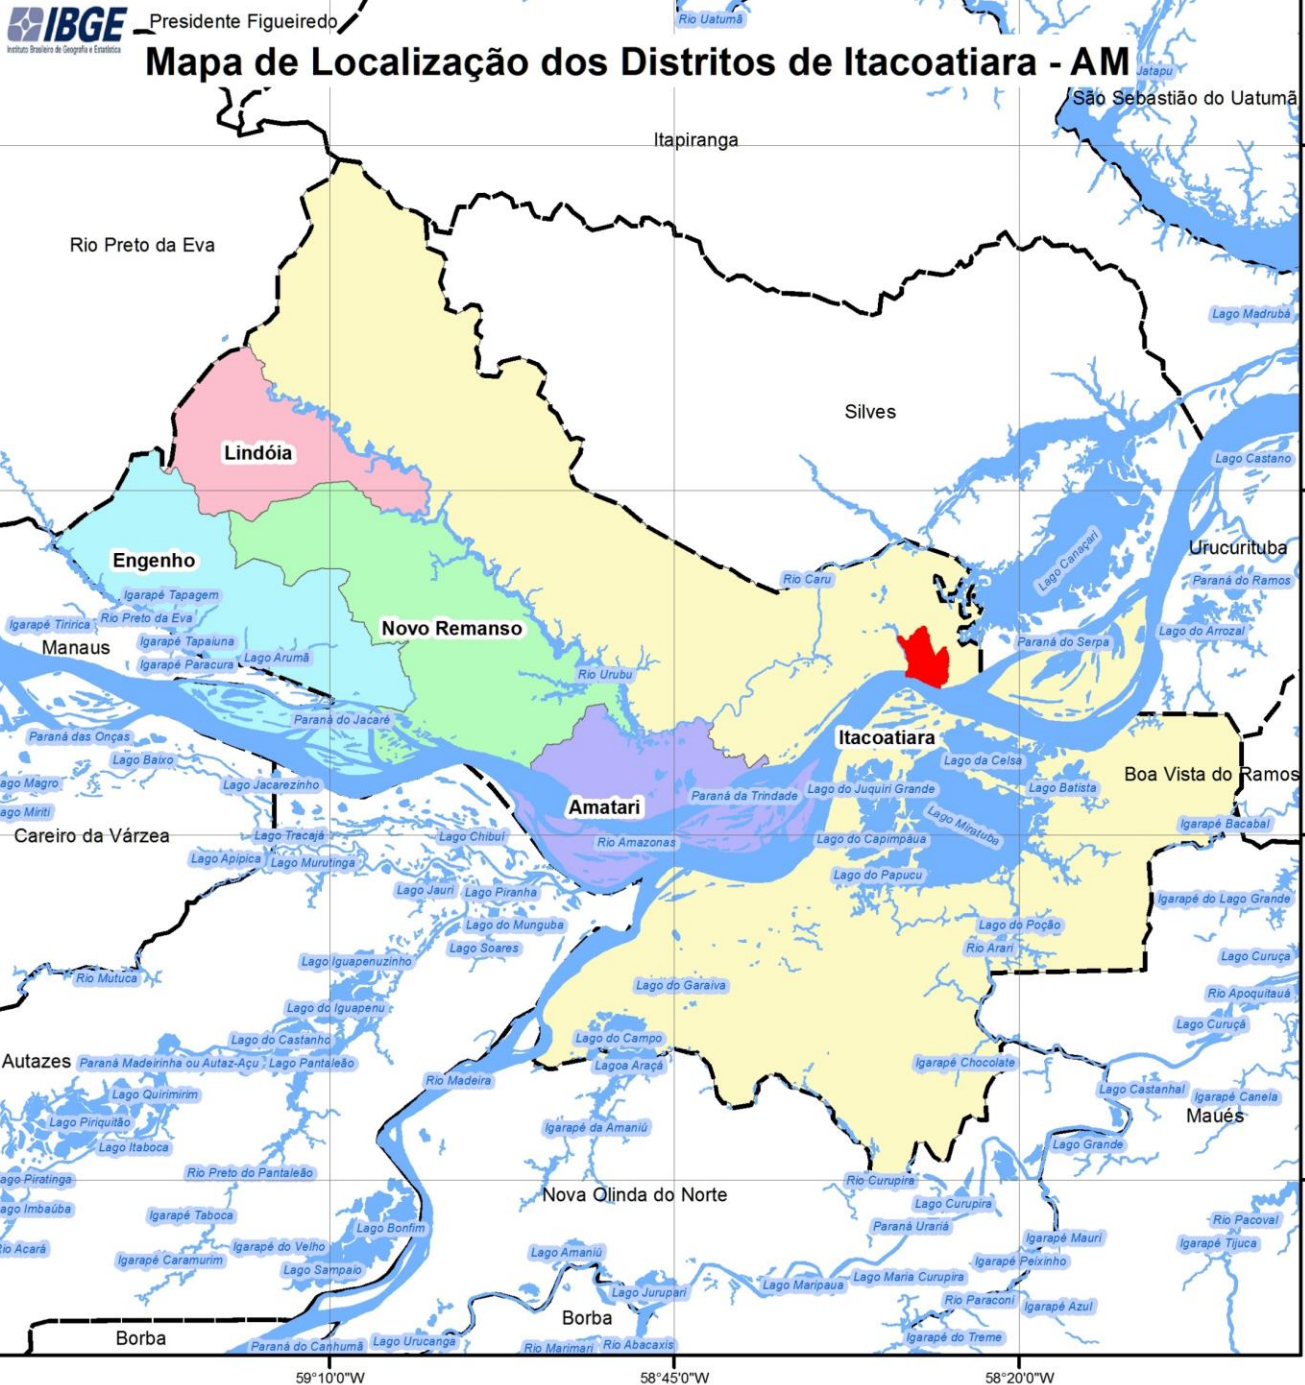 IBGE
Instituto Brasileiro de Geografia e Estatística
Presidente Figueiredo
Rio Uatumã
Mapa de Localização dos Distritos de Itacoatiara - AM
Jatapu
São Sebastião do Uatumã
Itapiranga
Rio Preto da Eva
Lago Madrubá
Silves
Lindóia
Lago Castano
Engenho
Urucurituba
Lago Canaçari
Rio Caru
Paraná do Ramos
Igarapé Tapagem
Rio Preto da Eva
Igarapé Tiririca
Novo Remanso
Lago do Arrozal
Igarapé Tapaiuna
Paraná do Serpa
Manaus
Lago Arumã
Igarapé Paracura
Rio Urubu
Paraná do Jacaré
Paraná das Onças
Itacoatiara
Lago Baixo
Lago da Celsa
Boa Vista do Ramos
ago Magro
Lago Jacarezinho
Lago do Juquiri Grande
Lago Batista
Paraná da Trindade
Amatari
ago Miriti
Lago Miratuba
Igarapé Bacabal
Careiro da Várzea
Lago Tracajá
Lago Chibuí
Rio Amazonas
Lago do Capimpáua
Lago Apipica
Lago Murutinga
Lago do Papucu
Lago Jauri
Lago Piranha
Igarapé do Lago Grande
Lago do Munguba
Lago do Poção
Lago Soares
Rio Arari
Lago Curuça
Lago Iguapenuzinho
Rio Mutuca
Lago do Garaiva
Rio Apoquitauá
Lago do Iguapenu
Lago Curuçá
Lago do Castanho
Lago do Campo
Autazes
Paraná Madeirinha ou Autaz-Açu
Lago Pantaleão
Lagoa Araçá
Igarapé Chocolate
Rio Madeira
Lago Castanhal
Lago Quirimirim
Igarapé Canela
Maués
Lago Piriquitão
Igarapé da Amaniú
Lago Itaboca
Lago Grande
ago Piratinga
Rio Preto do Pantaleão
Rio Curupira
Nova Olinda do Norte
Lago Curupira
ago Imbaúba
Igarapé Taboca
Rio Pacoval
Lago Bonfim
Paraná Urariá
Igarapé Mauri
Igarapé Tijuca
io Acará
Igarapé do Velho
Lago Amaniú
Igarapé Caramurim
Igarapé Peixinho
Lago Sampaio
Lago Maripaua
Lago Maria Curupira
Lago Jurupari
Rio Paraconi
Igarapé Azul
Borba
Borba
Paraná do Canhumã
Lago Urucanga
Rio Marimari
Rio Abacaxis
Igarapé do Treme
59°10'0"W
58°45'0"W
58°20'0"W